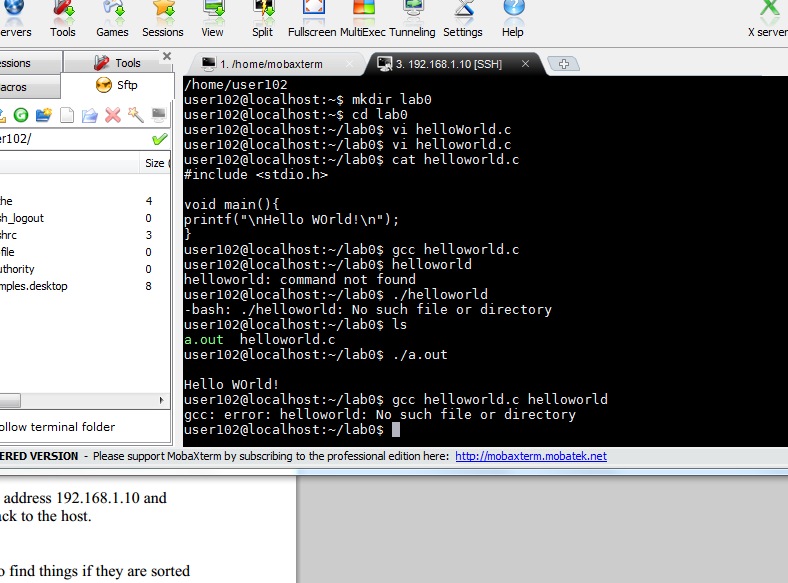 ervers Tools Games Sessions View Split Fullscreen MultiExec Tunneling Settings Help X server
essions Tools 1. /home/mobaxterm 3. 192.168.1.10 [SSH]
acros Sftp
er102/
Size (
he 4
sh_logout 0
shrc 3
file 0
uthority 0
mples.desktop 8
ollow terminal folder
/home/user102
user102@localhost:~$ mkdir lab0
user102@localhost:~$ cd lab0
user102@localhost:~/lab0$ vi helloWorld.c
user102@localhost:~/lab0$ vi helloworld.c
user102@localhost:~/lab0$ cat helloworld.c
#include <stdio.h>
void main(){
printf("\nHello WOrld!\n");
}
user102@localhost:~/lab0$ gcc helloworld.c
user102@localhost:~/lab0$ helloworld
helloworld: command not found
user102@localhost:~/lab0$ ./helloworld
-bash: ./helloworld: No such file or directory
user102@localhost:~/lab0$ ls
a.out  helloworld.c
user102@localhost:~/lab0$ ./a.out
Hello WOrld!
user102@localhost:~/lab0$ gcc helloworld.c helloworld
gcc: error: helloworld: No such file or directory
user102@localhost:~/lab0$
ERED VERSION - Please support MobaXterm by subscribing to the professional edition here: http://mobaxterm.mobatek.net
address 192.168.1.10 and
ck to the host.
o find things if they are sorted